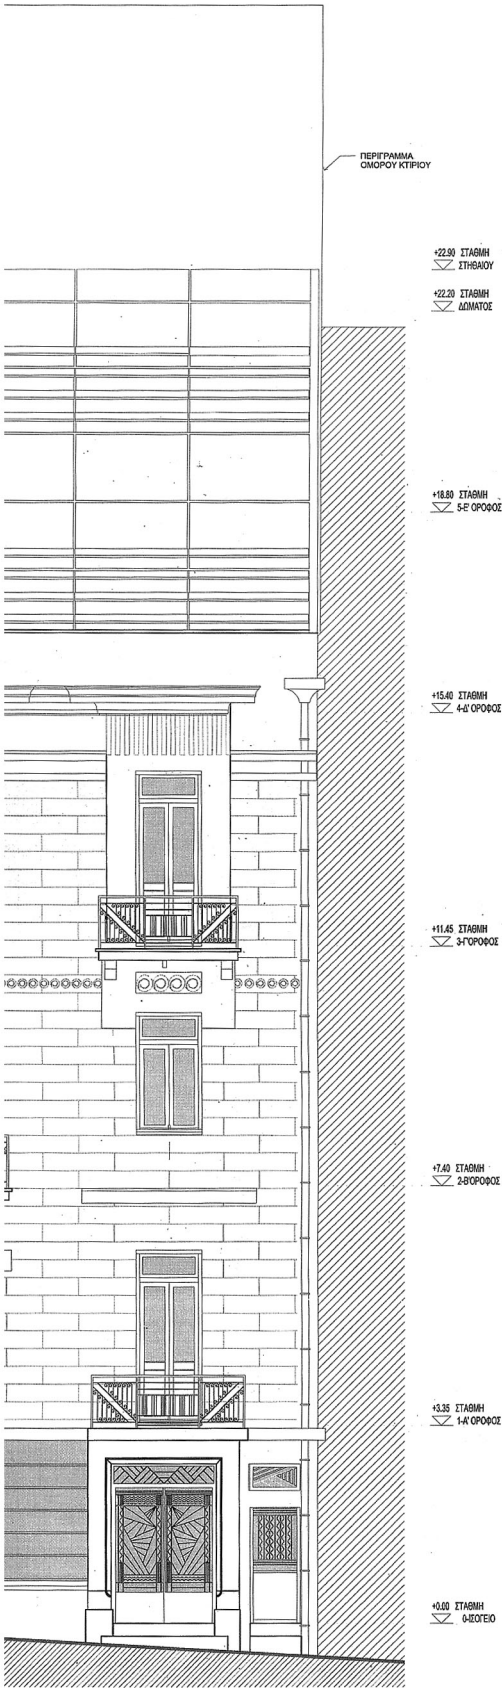 ΠΕΡΙΓΡΑΜΜΑ
ΟΜΟΡΟΥ ΚΤΙΡΙΟΥ
+22.90 ΣΤΑΘΜΗ
ΣΤΗΘΑΙΟΥ
+22.20 ΣΤΑΘΜΗ
ΔΩΜΑΤΟΣ
+18.80 ΣΤΑΘΜΗ
5-Ε' ΟΡΟΦΟΣ
+15.40 ΣΤΑΘΜΗ
4-Δ' ΟΡΟΦΟΣ
+11.45 ΣΤΑΘΜΗ
3-Γ'ΟΡΟΦΟΣ
+7.40 ΣΤΑΘΜΗ
2-Β'ΟΡΟΦΟΣ
+3.35 ΣΤΑΘΜΗ
1-Α' ΟΡΟΦΟΣ
+0.00 ΣΤΑΘΜΗ
0-ΙΣΟΓΕΙΟ